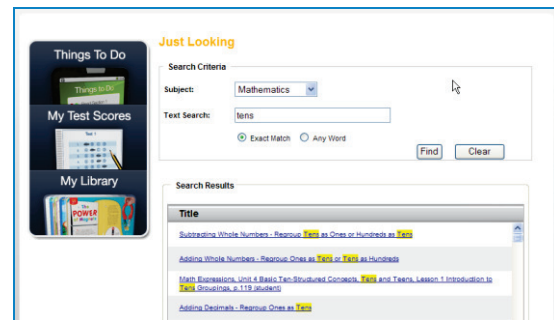 Just Looking
Things To Do
Things to Do
My Test Scores
Test 1
My Library
POWER
Search Criteria
Subject: Mathematics
Text Search: tens
Exact Match Any Word
Find Clear
Search Results
Title
Subtracting Whole Numbers - Regroup Tens as Ones or Hundreds as Tens
Adding Whole Numbers - Regroup Ones as Tens or Tens as Hundreds
Math Expressions, Unit 4 Basic Ten-Structured Concepts, Tens and Teens, Lesson 1 Introduction to
Tens Groupings, p.119 (student)
Adding Decimals - Regroup Ones as Tens